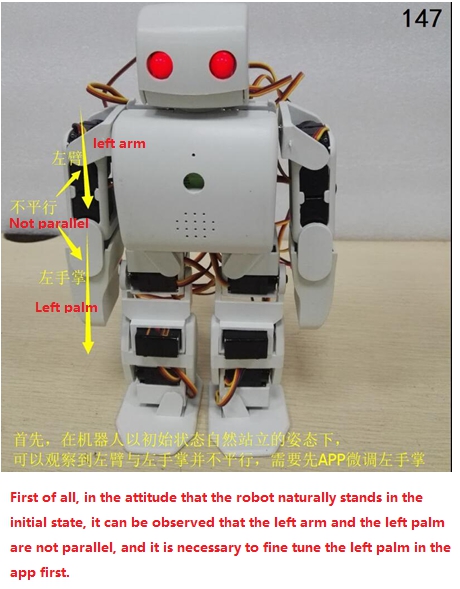 147
left arm
左臂
不平行
Not parallel
左手掌
Left palm
首先，在机器人以初始状态自然站立的姿态下，
可以观察到左臂与左手掌并不平行，需要先APP微调左手掌
First of all, in the attitude that the robot naturally stands in the
initial state, it can be observed that the left arm and the left palm
are not parallel, and it is necessary to fine tune the left palm in the
app first.